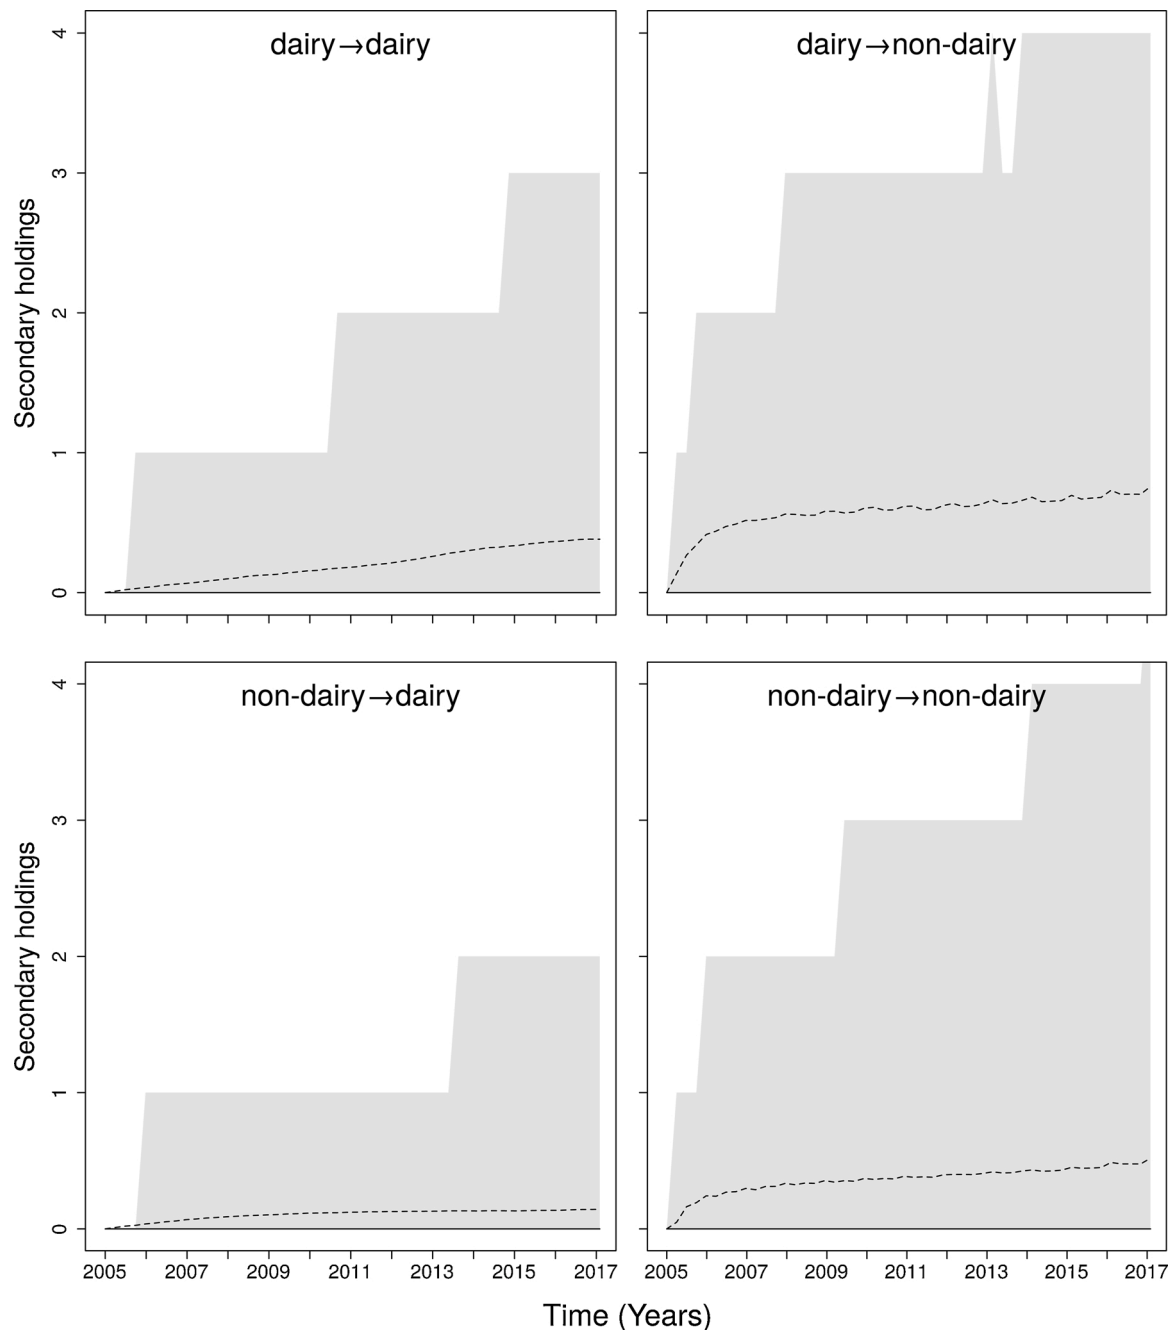 dairy→dairy
dairy→non-dairy
4
3
2
1
0
Secondary holdings
non-dairy→dairy
non-dairy→non-dairy
4
3
2
1
0
Secondary holdings
2005 2007 2009 2011 2013 2015 2017
2005 2007 2009 2011 2013 2015 2017
Time (Years)